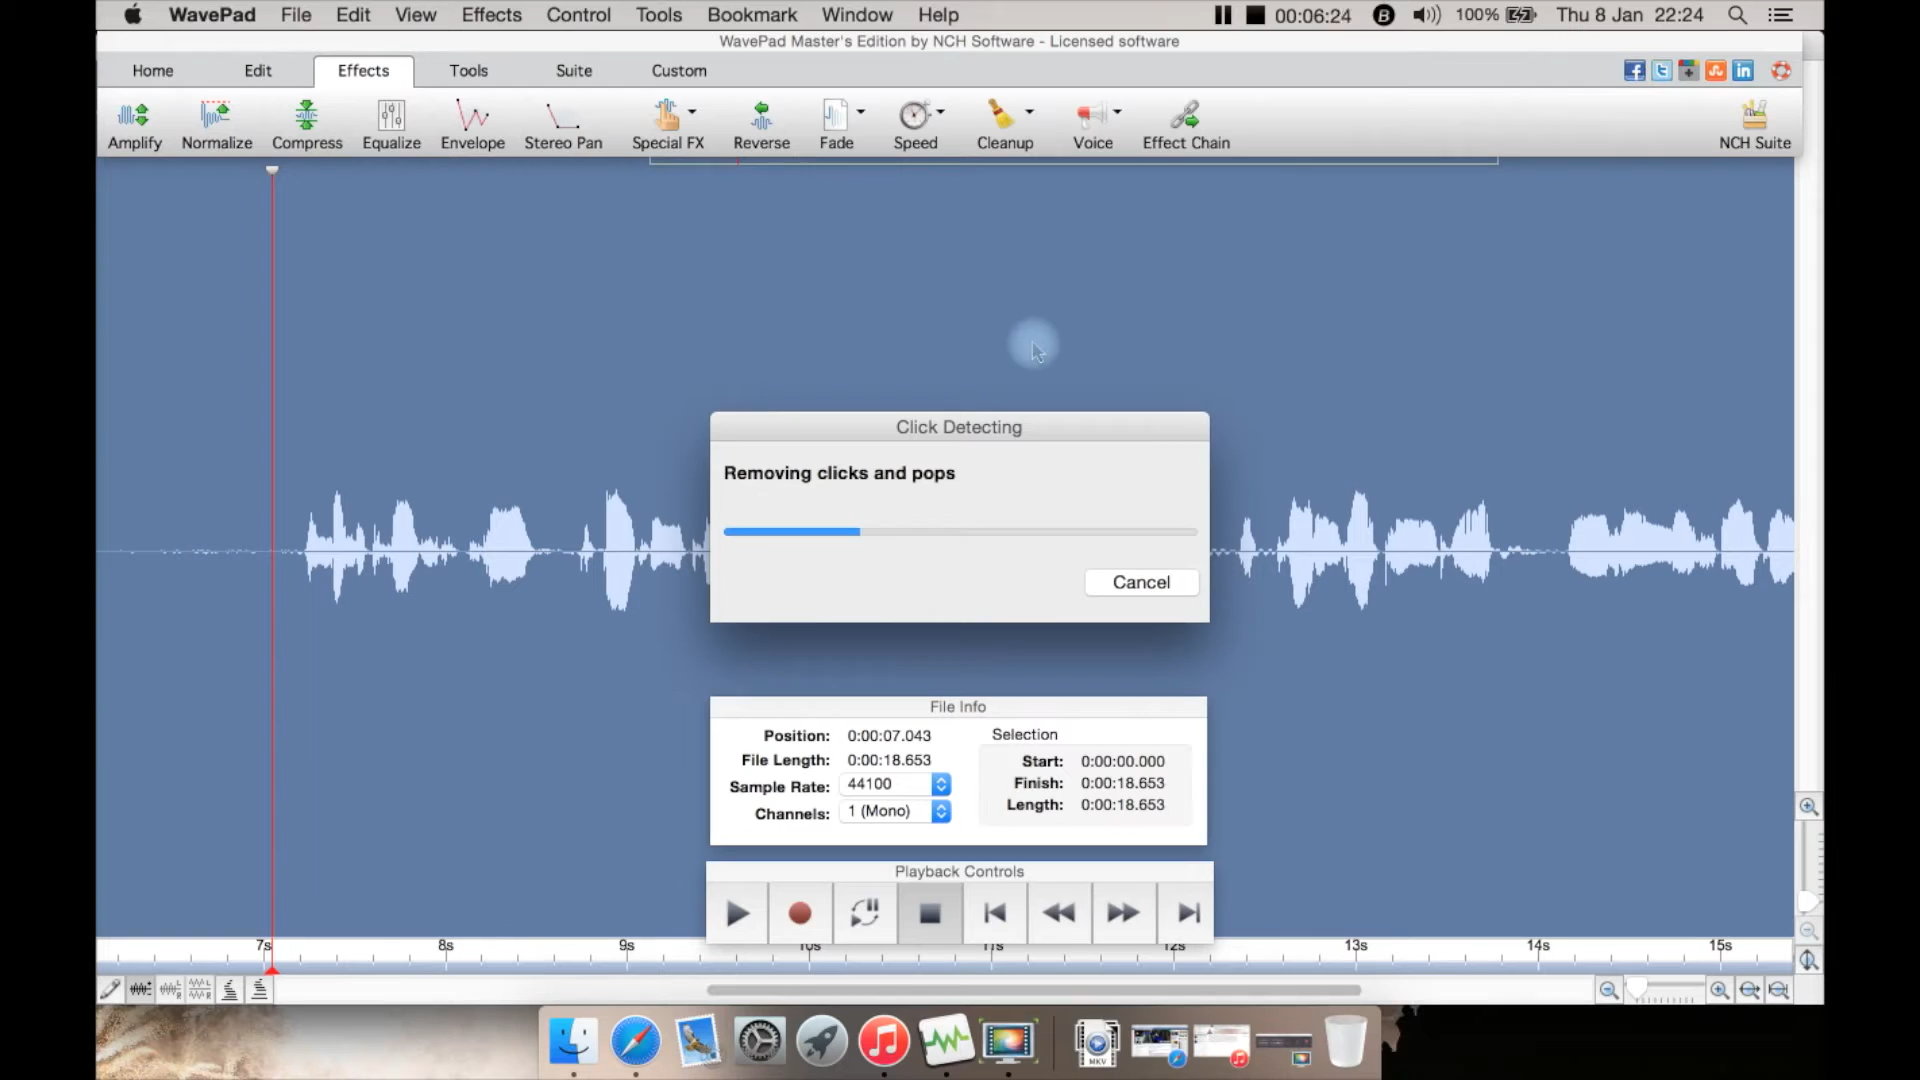 WavePad File Edit View Effects Control Tools Bookmark Window Help 00:06:24 100% Thu 8 Jan 22:24
WavePad Master's Edition by NCH Software - Licensed software
Home Edit Effects Tools Suite Custom
Amplify Normalize Compress Equalize Envelope Stereo Pan Special FX Reverse Fade Speed Cleanup Voice Effect Chain NCH Suite
Click Detecting
Removing clicks and pops
Cancel
File Info
Position: 0:00:07.043
File Length: 0:00:18.653
Sample Rate: 44100
Channels: 1 (Mono)
Selection
Start: 0:00:00.000
Finish: 0:00:18.653
Length: 0:00:18.653
Playback Controls
7s 8s 9s 10s 11s 12s 13s 14s 15s
MKV